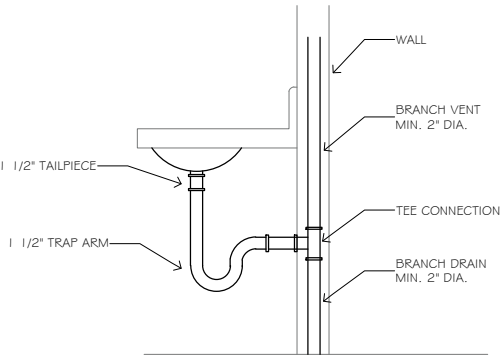 WALL
BRANCH VENT
MIN. 2" DIA.
1 1/2" TAILPIECE
TEE CONNECTION
1 1/2" TRAP ARM
BRANCH DRAIN
MIN. 2" DIA.